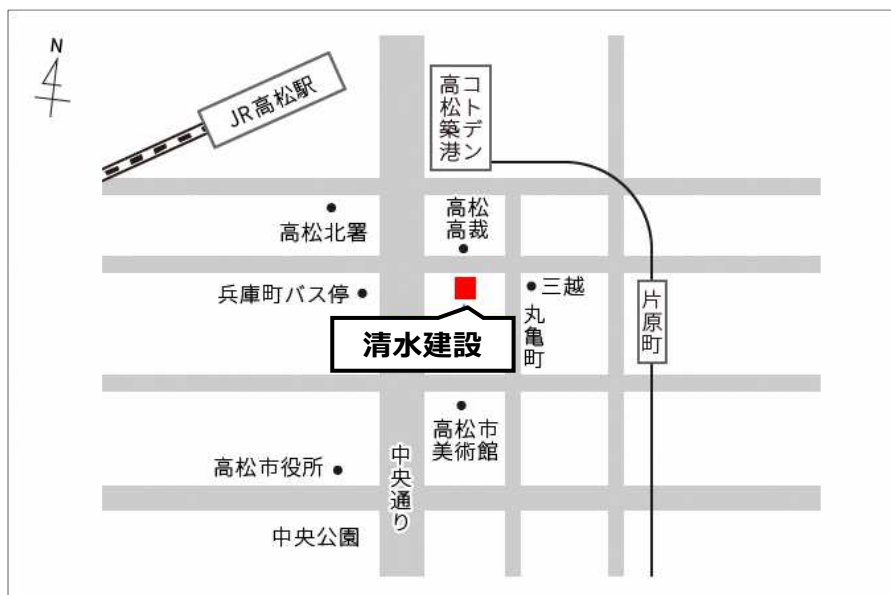 N
JR高松駅
コトデン
高松築港
高松
高裁
高松北署
兵庫町バス停
三越
丸亀町
片原町
清水建設
高松市
美術館
高松市役所
中央通り
中央公園